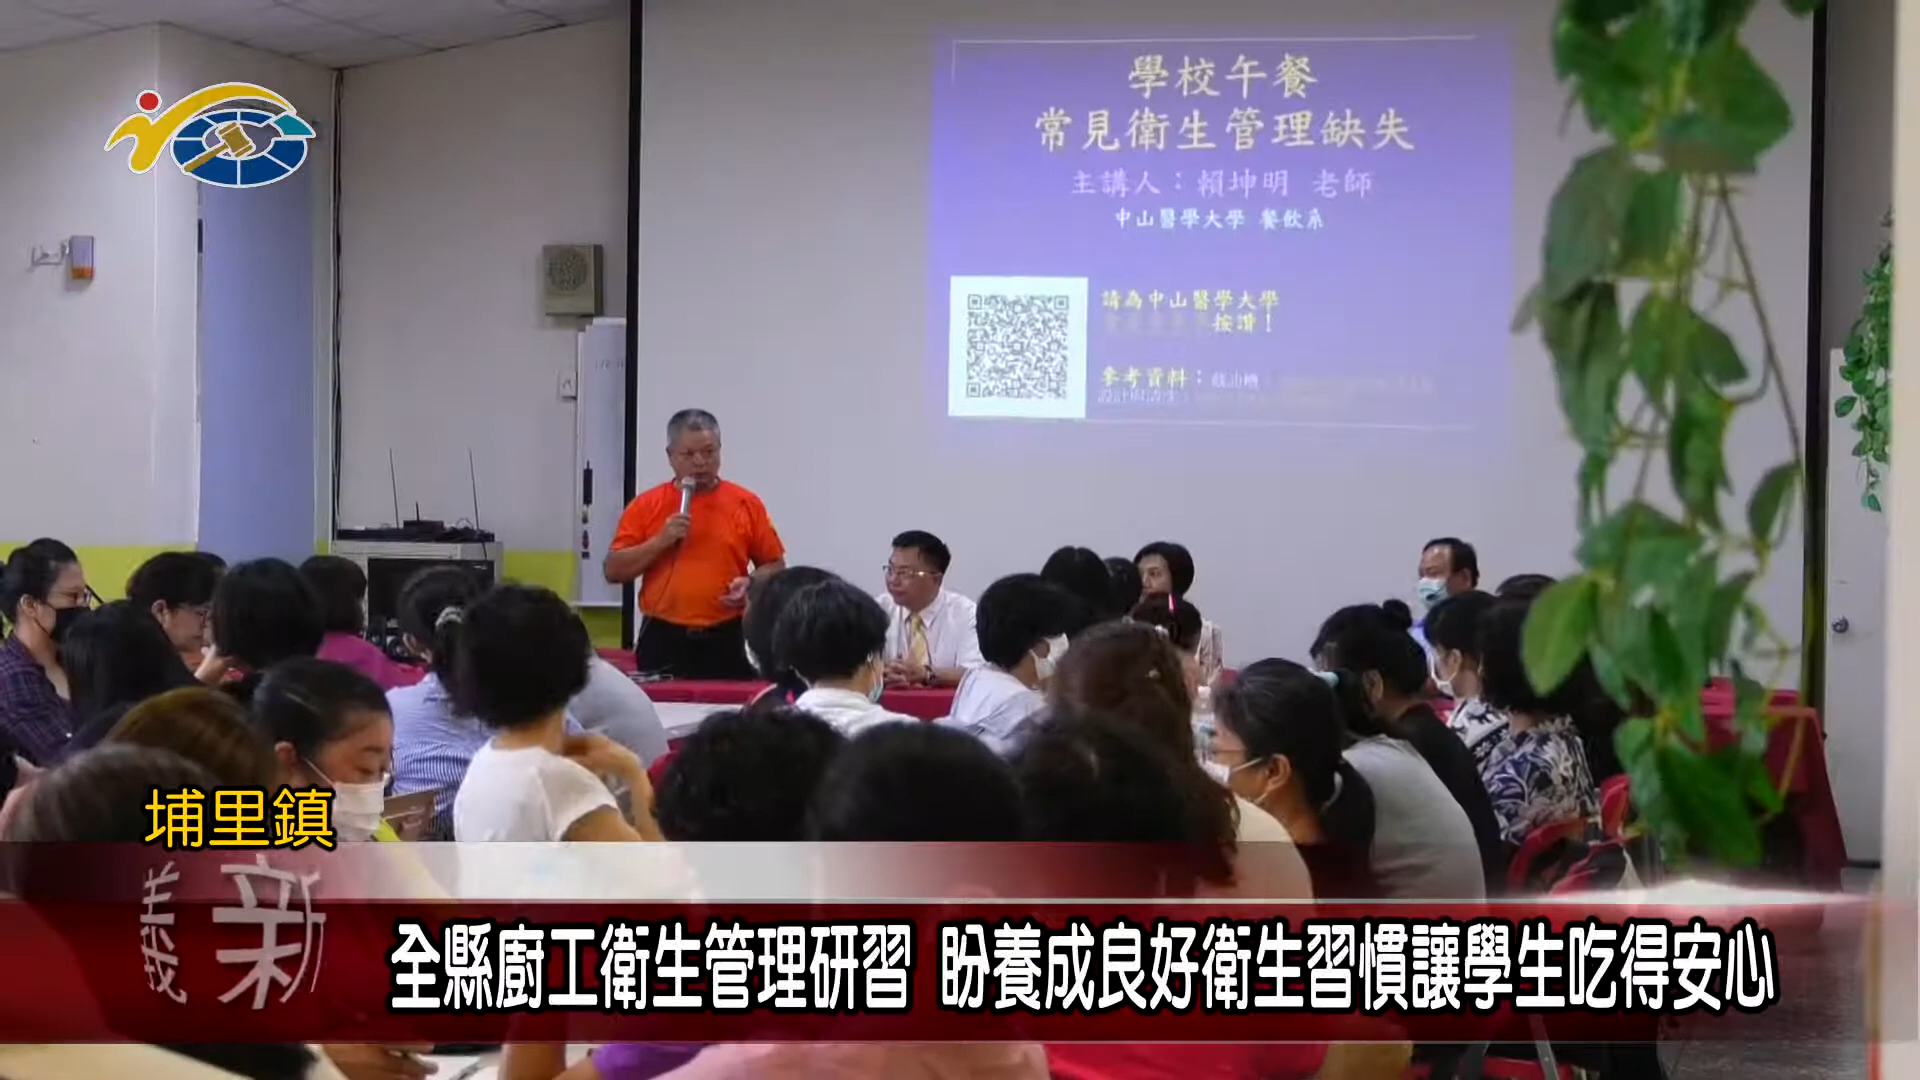 學校午餐
常見衛生管理缺失
主講人：賴坤明 老師
中山醫學大學 餐飲系
請為中山醫學大學
按讚！
參考資料：
埔里鎮
新
全縣廚工衛生管理研習 盼養成良好衛生習慣讓學生吃得安心